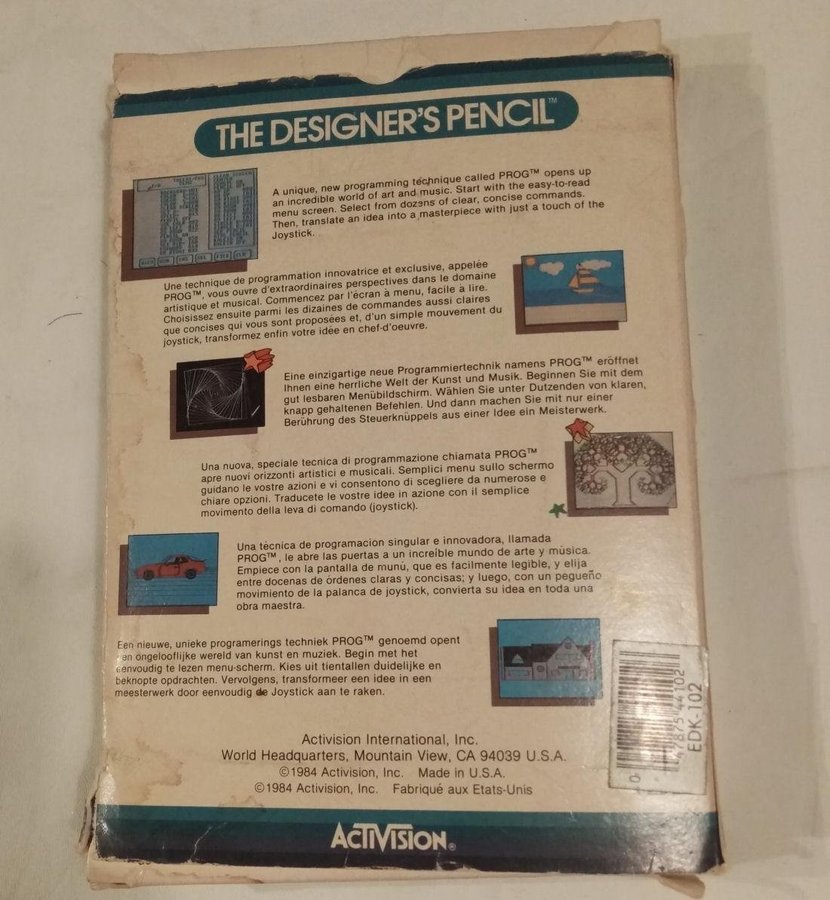 THE DESIGNER'S PENCIL™
A unique, new programming technique called PROG™ opens up
an incredible world of art and music. Start with the easy-to-read
menu screen. Select from dozens of clear, concise commands.
Then, translate an idea into a masterpiece with just a touch of the
Joystick.
Une technique de programmation innovatrice et exclusive, appelée
PROG™, vous ouvre d'extraordinaires perspectives dans le domaine
artistique et musical. Commencez par l'écran à menu, facile à lire.
Choisissez ensuite parmi les dizaines de commandes aussi claires
que concises qui vous sont proposées et, d'un simple mouvement du
joystick, transformez enfin votre idée en chef-d'oeuvre.
Eine einzigartige neue Programmiertechnik namens PROG™ eröffnet
Ihnen eine herrliche Welt der Kunst und Musik. Beginnen Sie mit dem
gut lesbaren Menübildschirm. Wählen Sie unter Dutzenden von klaren,
knapp gehaltenen Befehlen. Und dann machen Sie mit nur einer
Berührung des Steuerknüppels aus einer Idee ein Meisterwerk.
Una nuova, speciale tecnica di programmazione chiamata PROG™
apre nuovi orizzonti artistici e musicali. Semplici menu sullo schermo
guidano le vostre azioni e vi consentono di scegliere da numerose e
chiare opzioni. Traducete le vostre idee in azione con il semplice
movimento della leva di comando (joystick).
Una técnica de programacion singular e innovadora, llamada
PROG™, le abre las puertas a un increíble mundo de arte y música.
Empiece con la pantalla de munú, que es facilmente legible, y elija
entre docenas de órdenes claras y concisas; y luego, con un pegueño
movimiento de la palanca de joystick, convierta su idea en toda una
obra maestra.
Een nieuwe, unieke programerings techniek PROG™ genoemd opent
een ongelooflijke wereld van kunst en muziek. Begin met het
eenvoudig te lezen menu-scherm. Kies uit tientallen duidelijke en
beknopte opdrachten. Vervolgens, transformeer een idee in een
meesterwerk door eenvoudig de Joystick aan te raken.
0 47875 44102
EDK-102
Activision International, Inc.
World Headquarters, Mountain View, CA 94039 U.S.A.
©1984 Activision, Inc. Made in U.S.A.
©1984 Activision, Inc. Fabriqué aux Etats-Unis
ACTIVISION®